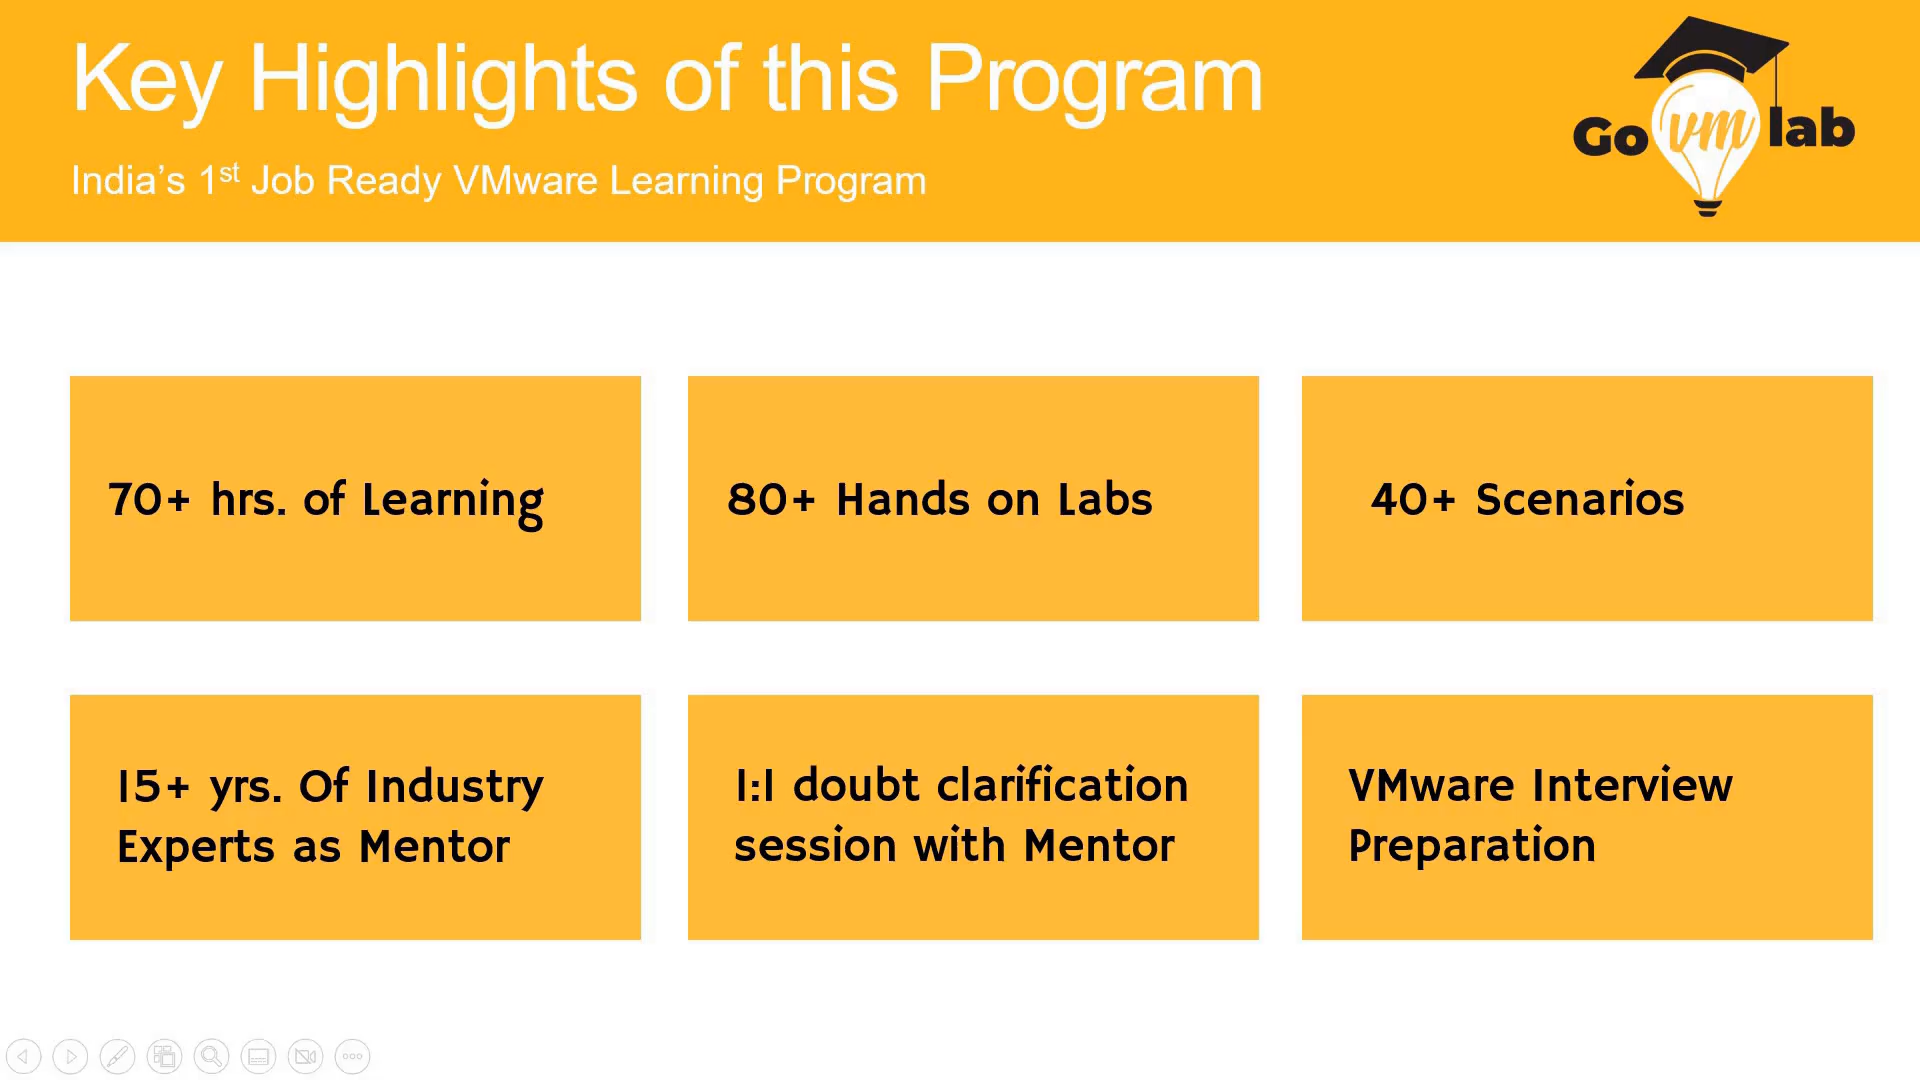 Key Highlights of this Program
India's 1st Job Ready VMware Learning Program
Go vm lab
70+ hrs. of Learning
80+ Hands on Labs
40+ Scenarios
15+ yrs. Of Industry
Experts as Mentor
1:1 doubt clarification
session with Mentor
VMware Interview
Preparation